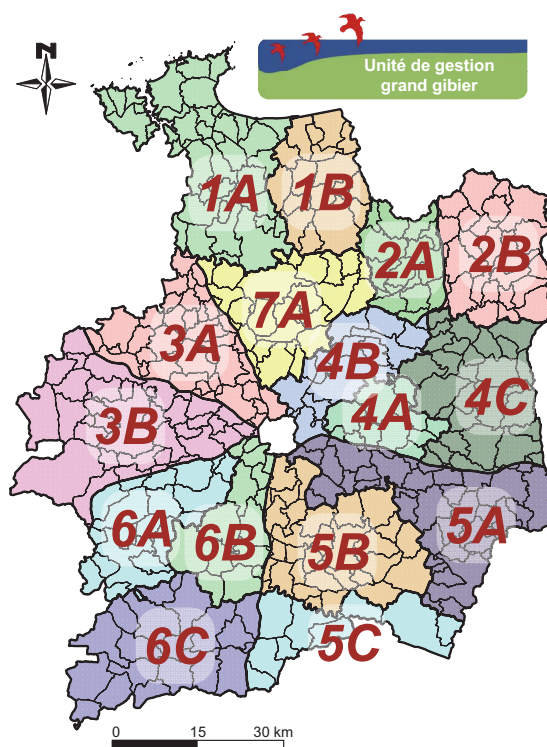 N
Unité de gestion
grand gibier
1A
1B
2A
2B
7A
3A
4B
4A
4C
3B
6A
6B
5B
5A
6C
5C
0 15 30 km